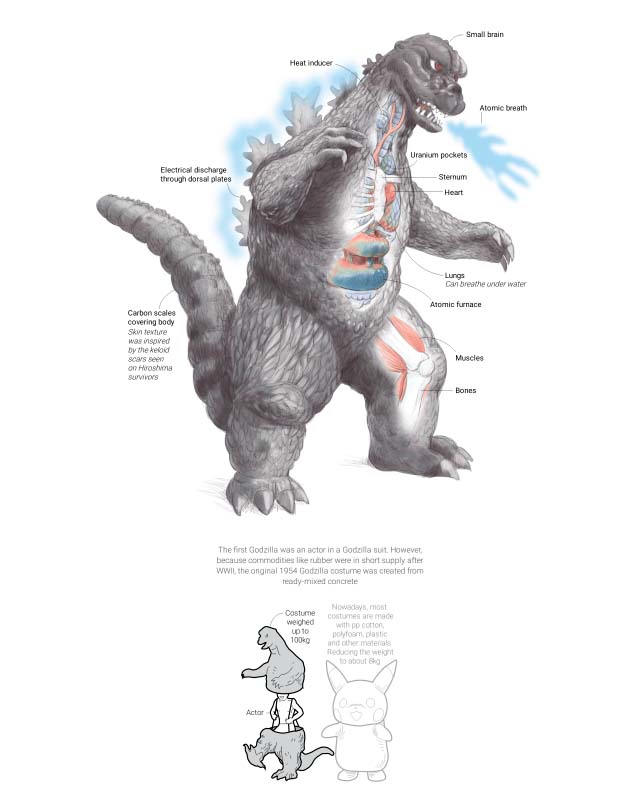 Small brain
Heat inducer
Atomic breath
Uranium pockets
Electrical discharge
through dorsal plates
Sternum
Heart
Lungs
Can breathe under water
Atomic furnace
Carbon scales
covering body
Skin texture
was inspired
by the keloid
scars seen
on Hiroshima
survivors
Muscles
Bones
The first Godzilla was an actor in a Godzilla suit. However,
because commodities like rubber were in short supply after
WWII, the original 1954 Godzilla costume was created from
ready-mixed concrete
Costume
weighed
up to
100kg
Actor
Nowadays, most
costumes are made
with pp cotton,
polyfoam, plastic
and other materials.
Reducing the weight
to about 8kg